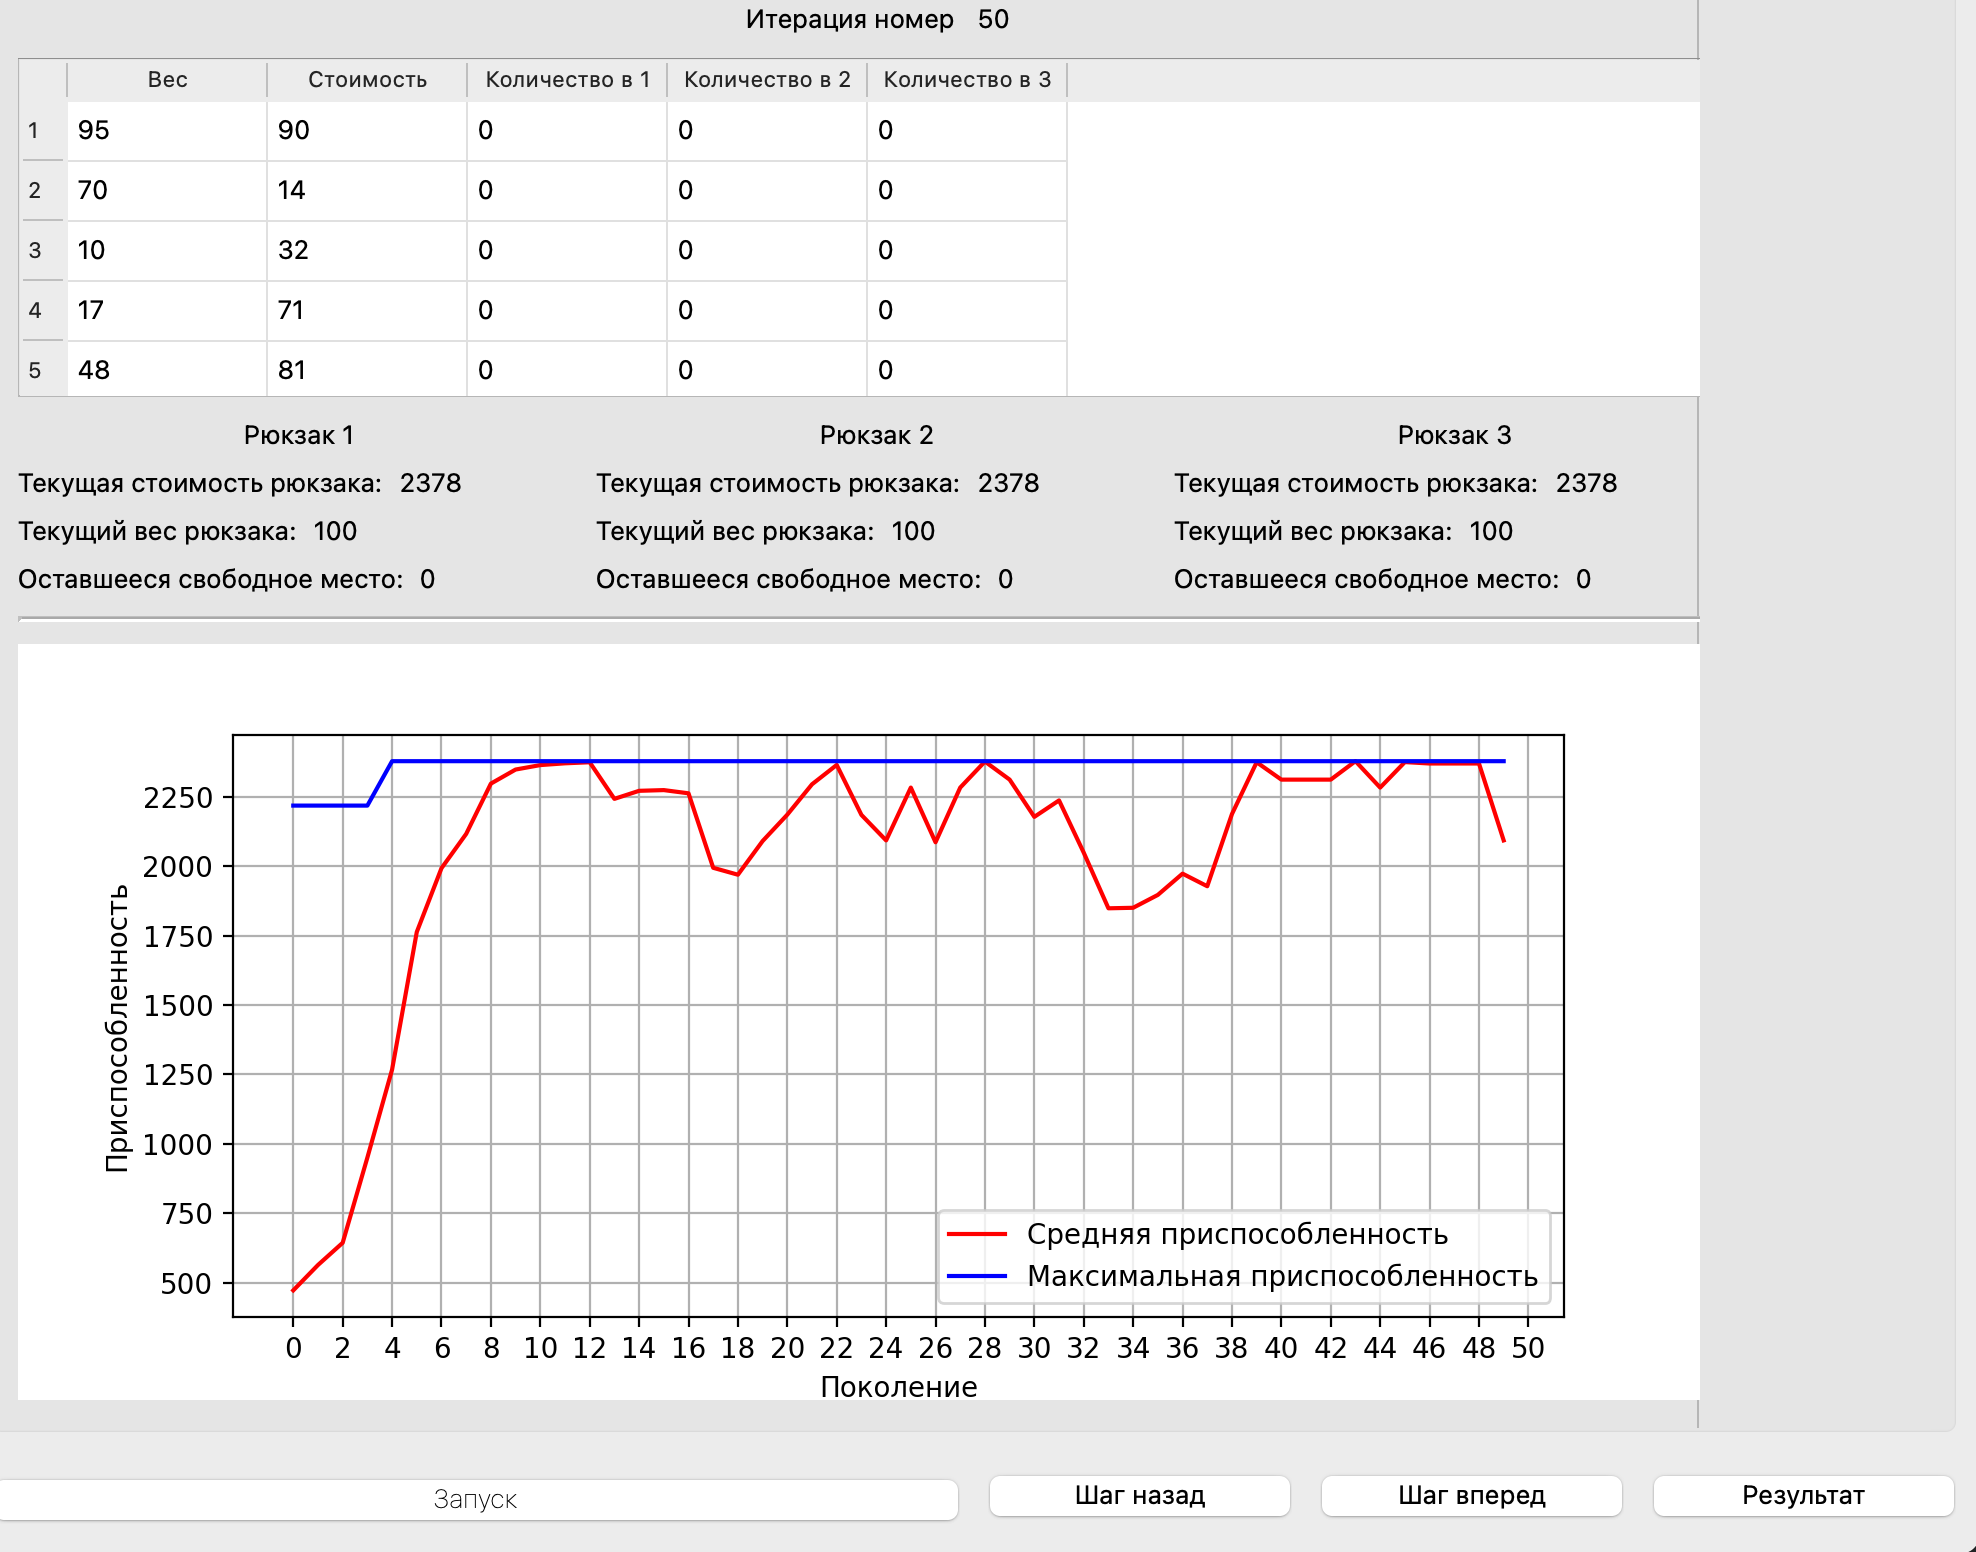 Итерация номер 50
Вес Стоимость Количество в 1 Количество в 2 Количество в 3
1 95 90 0 0 0
2 70 14 0 0 0
3 10 32 0 0 0
4 17 71 0 0 0
5 48 81 0 0 0
Рюкзак 1 Рюкзак 2 Рюкзак 3
Текущая стоимость рюкзака: 2378 Текущая стоимость рюкзака: 2378 Текущая стоимость рюкзака: 2378
Текущий вес рюкзака: 100 Текущий вес рюкзака: 100 Текущий вес рюкзака: 100
Оставшееся свободное место: 0 Оставшееся свободное место: 0 Оставшееся свободное место: 0
Приспособленность
2250
2000
1750
1500
1250
1000
750
500
Средняя приспособленность
Максимальная приспособленность
0 2 4 6 8 10 12 14 16 18 20 22 24 26 28 30 32 34 36 38 40 42 44 46 48 50
Поколение
Запуск Шаг назад Шаг вперед Результат